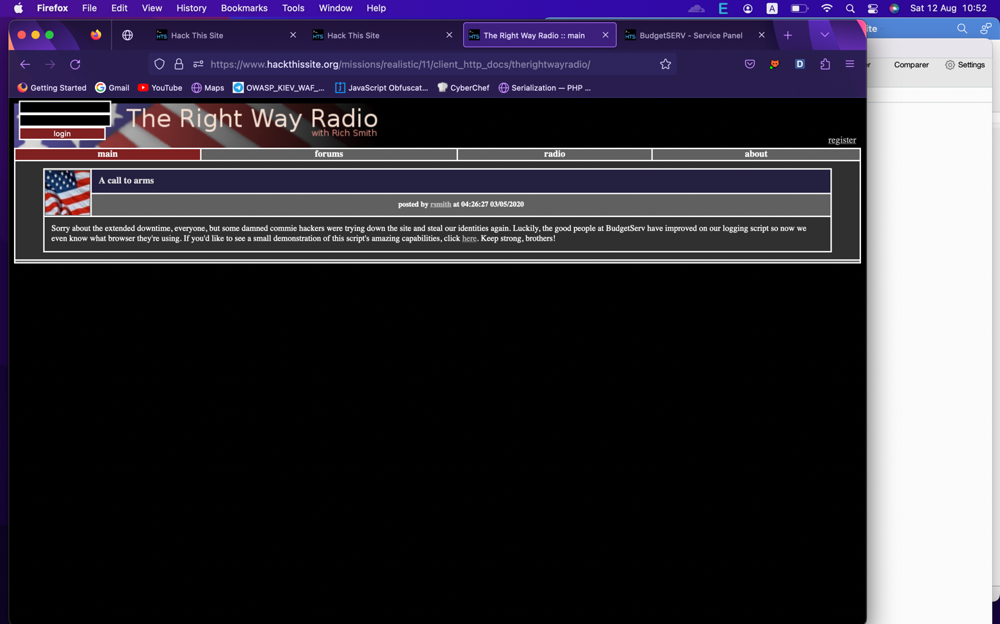 Firefox File Edit View History Bookmarks Tools Window Help E A Sat 12 Aug 10:52
Hack This Site Hack This Site The Right Way Radio :: main BudgetSERV - Service Panel
https://www.hackthissite.org/missions/realistic/11/client_http_docs/therightwayradio/ D
Comparer Settings
Getting Started Gmail YouTube Maps OWASP_KIEV_WAF_... JavaScript Obfuscat... CyberChef Serialization — PHP ...
The Right Way Radio
with Rich Smith
login
register
main forums radio about
A call to arms
posted by rsmith at 04:26:27 03/05/2020
Sorry about the extended downtime, everyone, but some damned commie hackers were trying down the site and steal our identities again. Luckily, the good people at BudgetServ have improved on our logging script so now we
even know what browser they're using. If you'd like to see a small demonstration of this script's amazing capabilities, click here. Keep strong, brothers!